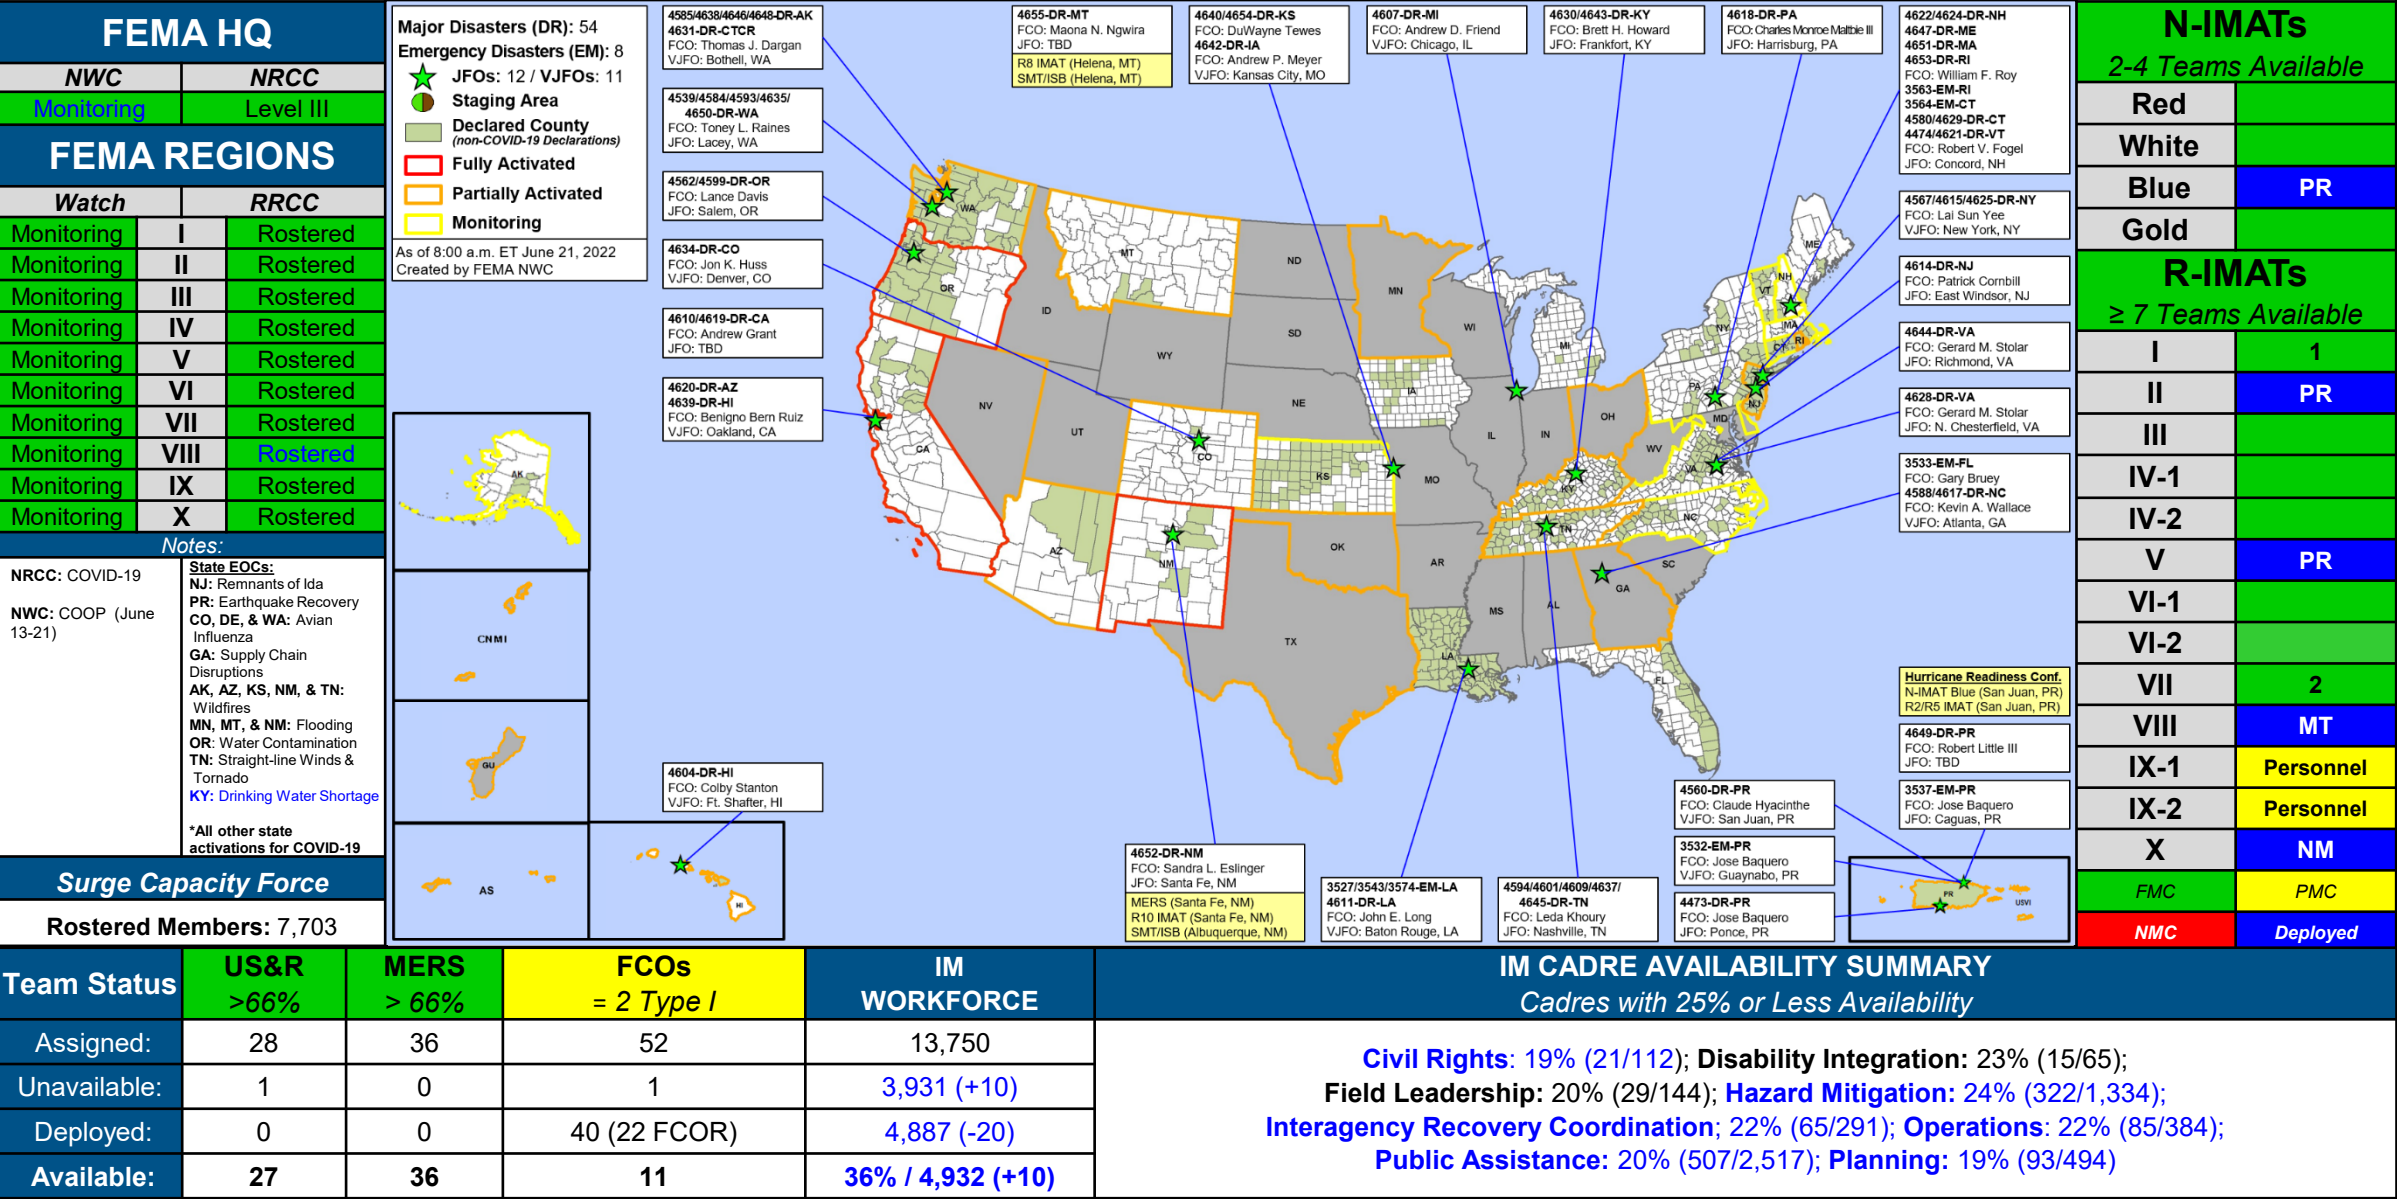 FEMA HQ
NWC NRCC
Monitoring Level III
FEMA REGIONS
Watch RRCC
Monitoring I Rostered
Monitoring II Rostered
Monitoring III Rostered
Monitoring IV Rostered
Monitoring V Rostered
Monitoring VI Rostered
Monitoring VII Rostered
Monitoring VIII Rostered
Monitoring IX Rostered
Monitoring X Rostered
Notes:
NRCC: COVID-19
NWC: COOP (June
13-21)
State EOCs:
NJ: Remnants of Ida
PR: Earthquake Recovery
CO, DE, & WA: Avian
Influenza
GA: Supply Chain
Disruptions
AK, AZ, KS, NM, & TN:
Wildfires
MN, MT, & NM: Flooding
OR: Water Contamination
TN: Straight-line Winds &
Tornado
KY: Drinking Water Shortage
*All other state
activations for COVID-19
Surge Capacity Force
Rostered Members: 7,703
Major Disasters (DR): 54
Emergency Disasters (EM): 8
JFOs: 12 / VJFOs: 11
Staging Area
Declared County
(non-COVID-19 Declarations)
Fully Activated
Partially Activated
Monitoring
As of 8:00 a.m. ET June 21, 2022
Created by FEMA NWC
4585/4638/4646/4648-DR-AK
4631-DR-CTCR
FCO: Thomas J. Dargan
VJFO: Bothell, WA
4539/4584/4593/4635/
4650-DR-WA
FCO: Toney L. Raines
JFO: Lacey, WA
4562/4599-DR-OR
FCO: Lance Davis
JFO: Salem, OR
4634-DR-CO
FCO: Jon K. Huss
VJFO: Denver, CO
4610/4619-DR-CA
FCO: Andrew Grant
JFO: TBD
4620-DR-AZ
4639-DR-HI
FCO: Benigno Bern Ruiz
VJFO: Oakland, CA
4604-DR-HI
FCO: Colby Stanton
VJFO: Ft. Shafter, HI
4655-DR-MT
FCO: Maona N. Ngwira
JFO: TBD
R8 IMAT (Helena, MT)
SMT/ISB (Helena, MT)
4640/4654-DR-KS
FCO: DuWayne Tewes
4642-DR-IA
FCO: Andrew P. Meyer
VJFO: Kansas City, MO
4607-DR-MI
FCO: Andrew D. Friend
VJFO: Chicago, IL
4630/4643-DR-KY
FCO: Brett H. Howard
JFO: Frankfort, KY
4618-DR-PA
FCO: Charles Monroe Maltbie III
JFO: Harrisburg, PA
4622/4624-DR-NH
4647-DR-ME
4651-DR-MA
4653-DR-RI
FCO: William F. Roy
3563-EM-RI
3564-EM-CT
4580/4629-DR-CT
4474/4621-DR-VT
FCO: Robert V. Fogel
JFO: Concord, NH
4567/4615/4625-DR-NY
FCO: Lai Sun Yee
VJFO: New York, NY
4614-DR-NJ
FCO: Patrick Cornbill
JFO: East Windsor, NJ
4644-DR-VA
FCO: Gerard M. Stolar
JFO: Richmond, VA
4628-DR-VA
FCO: Gerard M. Stolar
JFO: N. Chesterfield, VA
3533-EM-FL
FCO: Gary Bruey
4588/4617-DR-NC
FCO: Kevin A. Wallace
VJFO: Atlanta, GA
Hurricane Readiness Conf.
N-IMAT Blue (San Juan, PR)
R2/R5 IMAT (San Juan, PR)
4649-DR-PR
FCO: Robert Little III
JFO: TBD
4560-DR-PR
FCO: Claude Hyacinthe
VJFO: San Juan, PR
3537-EM-PR
FCO: Jose Baquero
JFO: Caguas, PR
3532-EM-PR
FCO: Jose Baquero
VJFO: Guaynabo, PR
4473-DR-PR
FCO: Jose Baquero
JFO: Ponce, PR
4652-DR-NM
FCO: Sandra L. Eslinger
JFO: Santa Fe, NM
MERS (Santa Fe, NM)
R10 IMAT (Santa Fe, NM)
SMT/ISB (Albuquerque, NM)
3527/3543/3574-EM-LA
4611-DR-LA
FCO: John E. Long
VJFO: Baton Rouge, LA
4594/4601/4609/4637/
4645-DR-TN
FCO: Leda Khoury
JFO: Nashville, TN
WA
MT
ND
MN
ME
OR
ID
SD
WI
MI
NY
VT
NH
MA
CT
RI
WY
IA
PA
NJ
NV
NE
IL
IN
OH
MD
UT
CO
KS
MO
WV
VA
KY
CA
AZ
NM
OK
AR
TN
NC
SC
TX
LA
MS
AL
GA
FL
AK
CNMI
GU
AS
HI
PR
USVI
N-IMATs
2-4 Teams Available
Red
White
Blue PR
Gold
R-IMATs
≥ 7 Teams Available
I 1
II PR
III
IV-1
IV-2
V PR
VI-1
VI-2
VII 2
VIII MT
IX-1 Personnel
IX-2 Personnel
X NM
FMC PMC
NMC Deployed
Team Status US&R >66% MERS > 66% FCOs = 2 Type I IM WORKFORCE
Assigned: 28 36 52 13,750
Unavailable: 1 0 1 3,931 (+10)
Deployed: 0 0 40 (22 FCOR) 4,887 (-20)
Available: 27 36 11 36% / 4,932 (+10)
IM CADRE AVAILABILITY SUMMARY
Cadres with 25% or Less Availability
Civil Rights: 19% (21/112); Disability Integration: 23% (15/65);
Field Leadership: 20% (29/144); Hazard Mitigation: 24% (322/1,334);
Interagency Recovery Coordination; 22% (65/291); Operations: 22% (85/384);
Public Assistance: 20% (507/2,517); Planning: 19% (93/494)